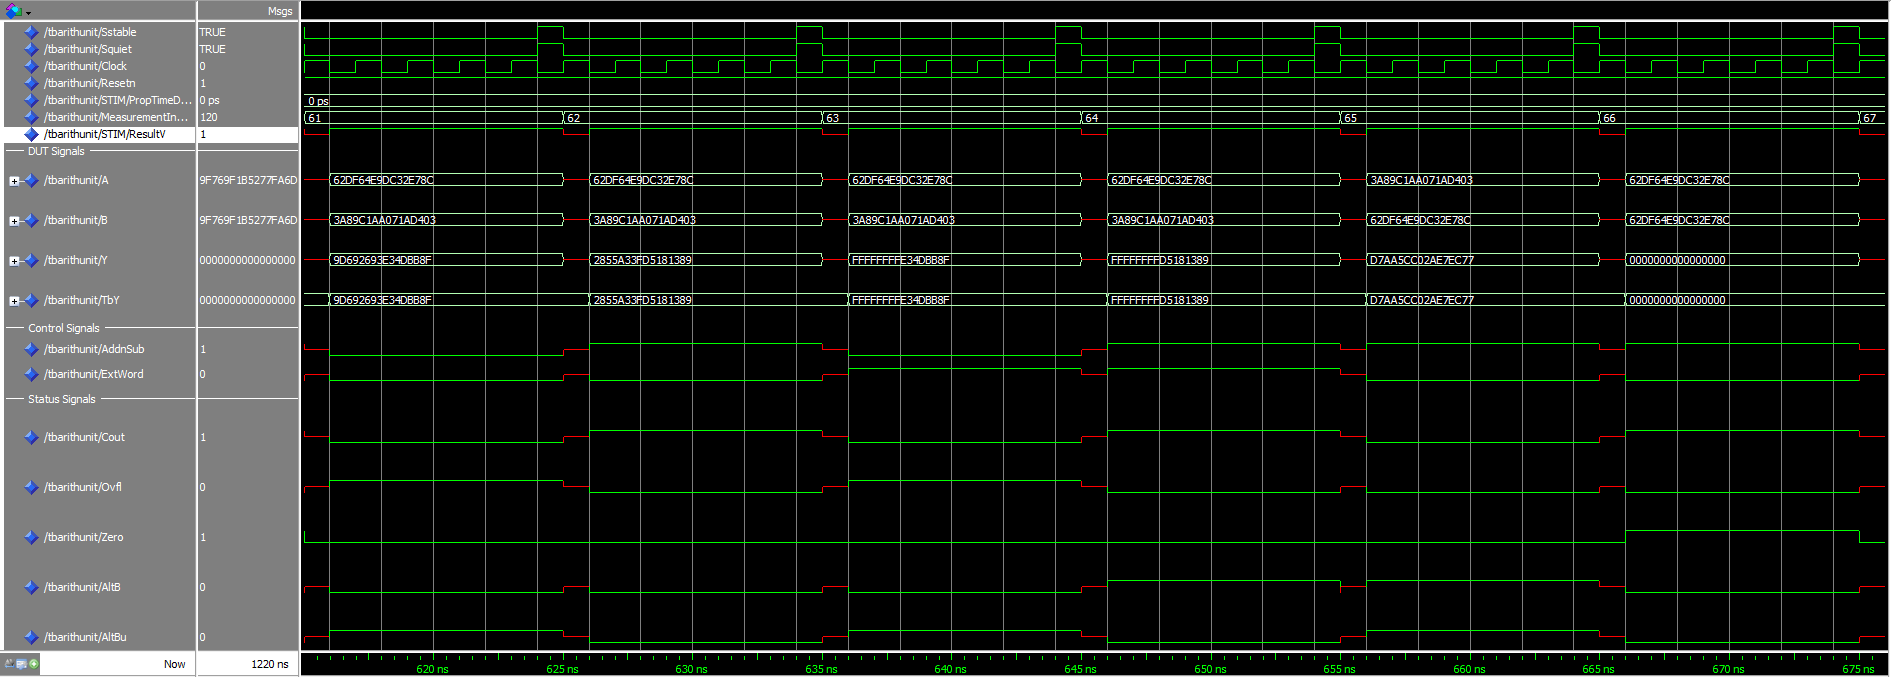 Msgs
/tbarithunit/Sstable TRUE
/tbarithunit/Squiet TRUE
/tbarithunit/Clock 0
/tbarithunit/Resetn 1
/tbarithunit/STIM/PropTimeD... 0 ps 0 ps
/tbarithunit/MeasurementIn... 120 61 62 63 64 65 66 67
/tbarithunit/STIM/ResultV 1
DUT Signals
/tbarithunit/A 9F769F1B5277FA6D 62DF64E9DC32E78C 62DF64E9DC32E78C 62DF64E9DC32E78C 62DF64E9DC32E78C 3A89C1AA071AD403 62DF64E9DC32E78C
/tbarithunit/B 9F769F1B5277FA6D 3A89C1AA071AD403 3A89C1AA071AD403 3A89C1AA071AD403 3A89C1AA071AD403 62DF64E9DC32E78C 62DF64E9DC32E78C
/tbarithunit/Y 0000000000000000 9D692693E34DBB8F 2855A33FD5181389 FFFFFFFFE34DBB8F FFFFFFFFD5181389 D7AA5CC02AE7EC77 0000000000000000
/tbarithunit/TbY 0000000000000000 9D692693E34DBB8F 2855A33FD5181389 FFFFFFFFE34DBB8F FFFFFFFFD5181389 D7AA5CC02AE7EC77 0000000000000000
Control Signals
/tbarithunit/AddnSub 1
/tbarithunit/ExtWord 0
Status Signals
/tbarithunit/Cout 1
/tbarithunit/Ovfl 0
/tbarithunit/Zero 1
/tbarithunit/AltB 0
/tbarithunit/AltBu 0
Now 1220 ns 620 ns 625 ns 630 ns 635 ns 640 ns 645 ns 650 ns 655 ns 660 ns 665 ns 670 ns 675 ns